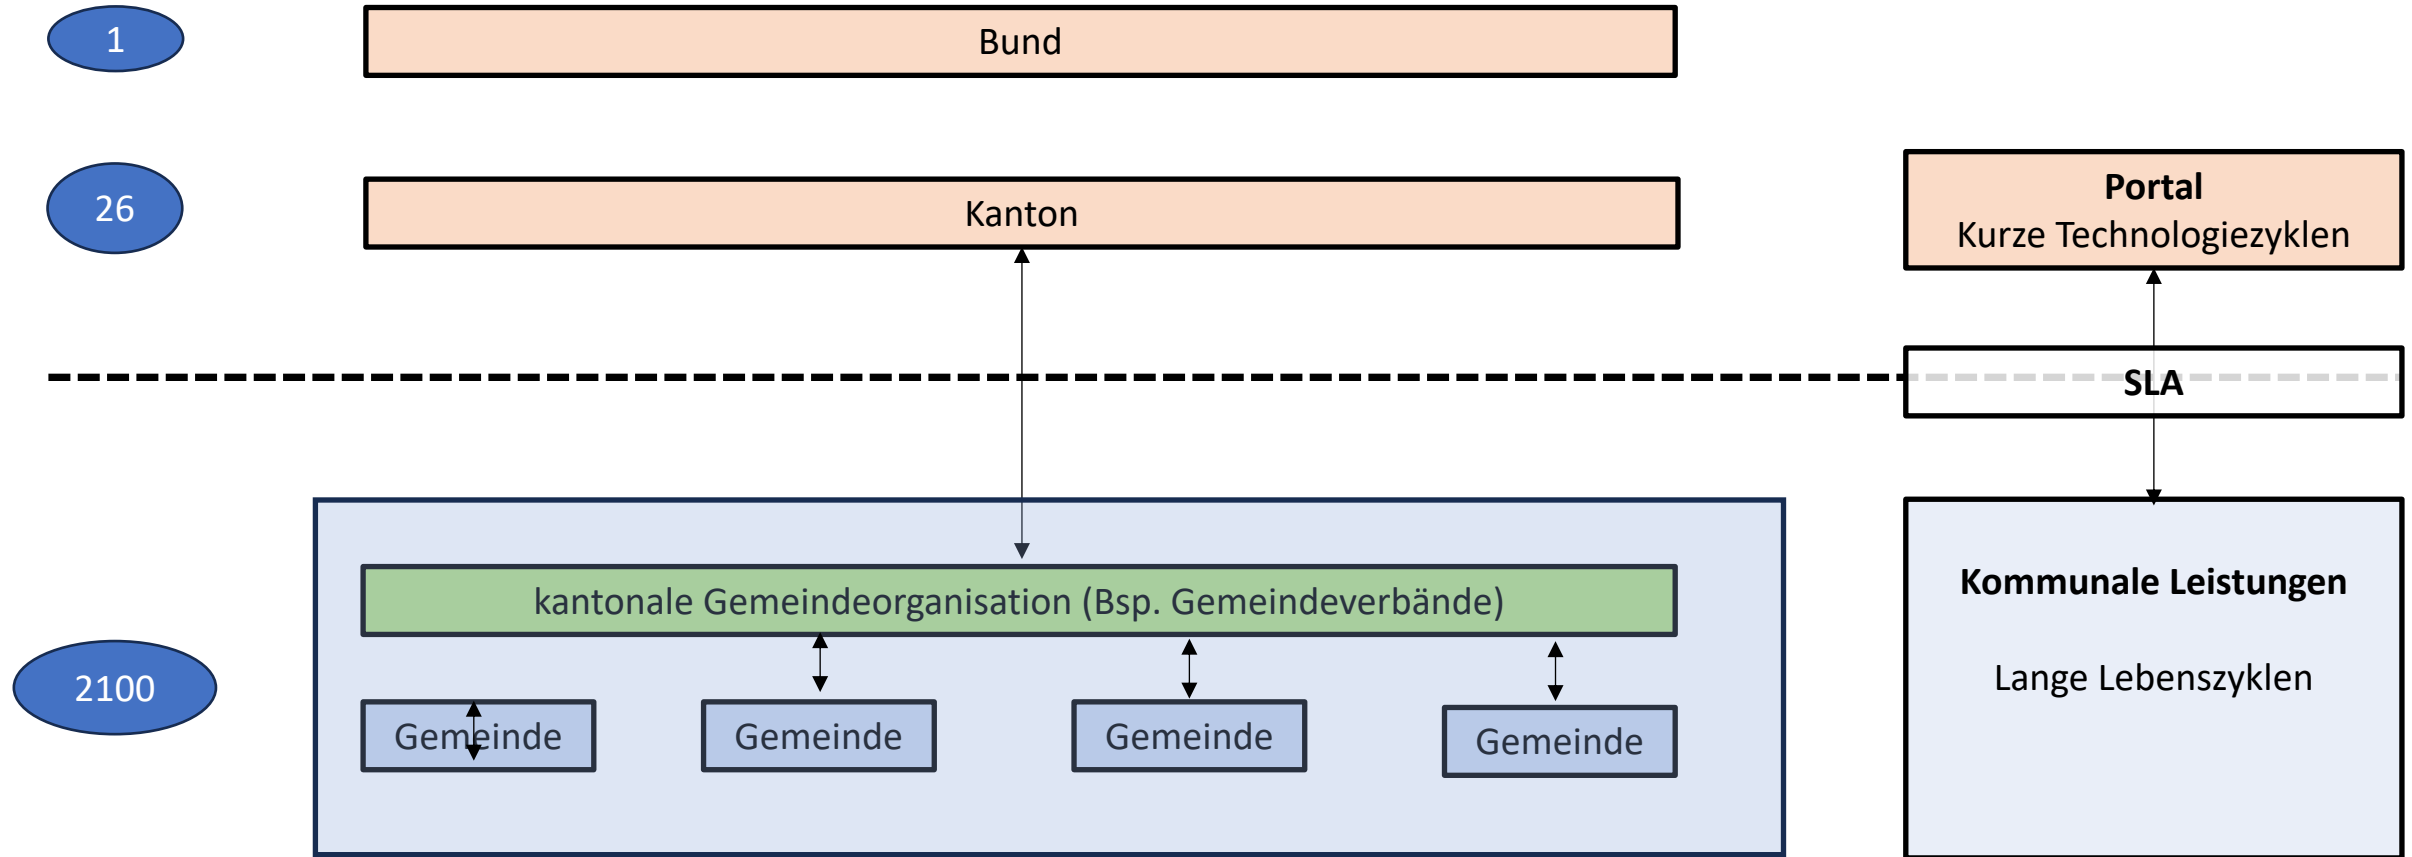 1
Bund
26
Kanton
Portal
Kurze Technologiezyklen
SLA
kantonale Gemeindeorganisation (Bsp. Gemeindeverbände)
2100
Gemeinde
Gemeinde
Gemeinde
Gemeinde
Kommunale Leistungen
Lange Lebenszyklen